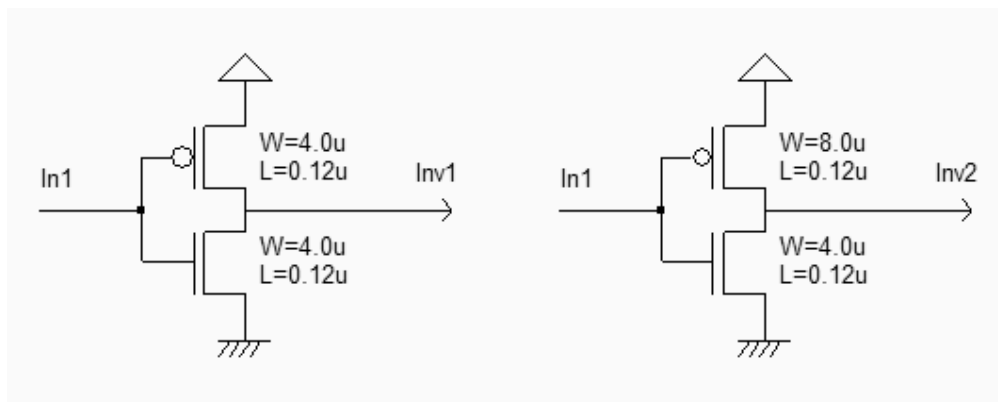 In1
W=4.0u
L=0.12u
Inv1
W=4.0u
L=0.12u
In1
W=8.0u
L=0.12u
Inv2
W=4.0u
L=0.12u